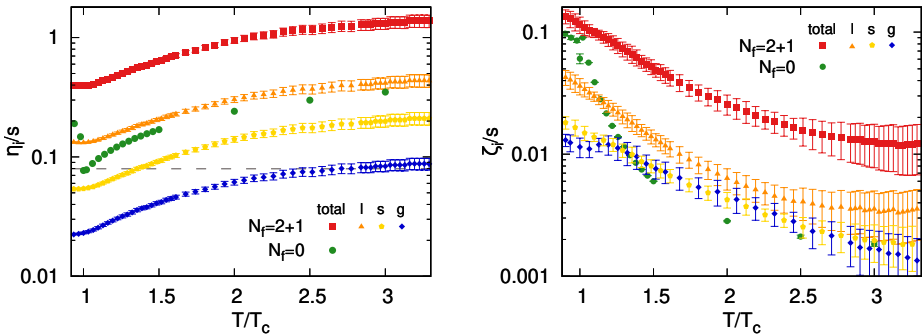 1
0.1
0.01
η_i/s
1 1.5 2 2.5 3
T/T_c
total l s g
N_f=2+1
N_f=0
0.1
0.01
0.001
ζ_i/s
1 1.5 2 2.5 3
T/T_c
total l s g
N_f=2+1
N_f=0